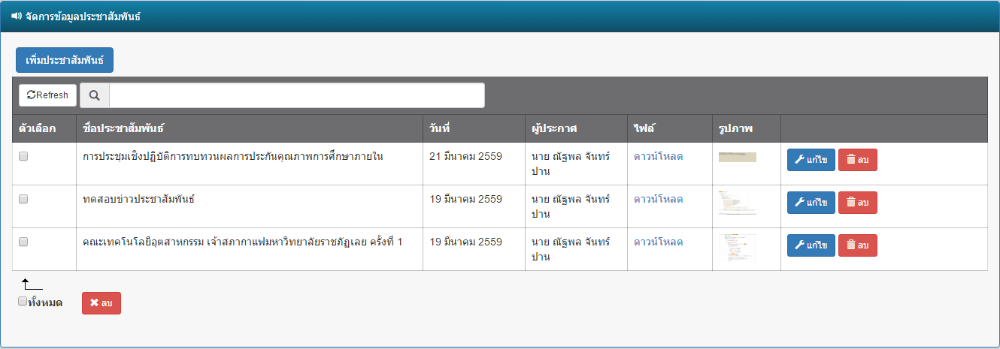 จัดการข้อมูลประชาสัมพันธ์
เพิ่มประชาสัมพันธ์
Refresh
ตัวเลือก ชื่อประชาสัมพันธ์ วันที่ ผู้ประกาศ ไฟล์ รูปภาพ
การประชุมเชิงปฏิบัติการทบทวนผลการประกันคุณภาพการศึกษาภายใน 21 มีนาคม 2559 นาย ณัฐพล จันทร์ ดาวน์โหลด แก้ไข ลบ
ปาน
ทดสอบข่าวประชาสัมพันธ์ 19 มีนาคม 2559 นาย ณัฐพล จันทร์ ดาวน์โหลด แก้ไข ลบ
ปาน
คณะเทคโนโลยีอุตสาหกรรม เจ้าสภากาแฟมหาวิทยาลัยราชภัฏเลย ครั้งที่ 1 19 มีนาคม 2559 นาย ณัฐพล จันทร์ ดาวน์โหลด แก้ไข ลบ
ปาน
ทั้งหมด ลบ